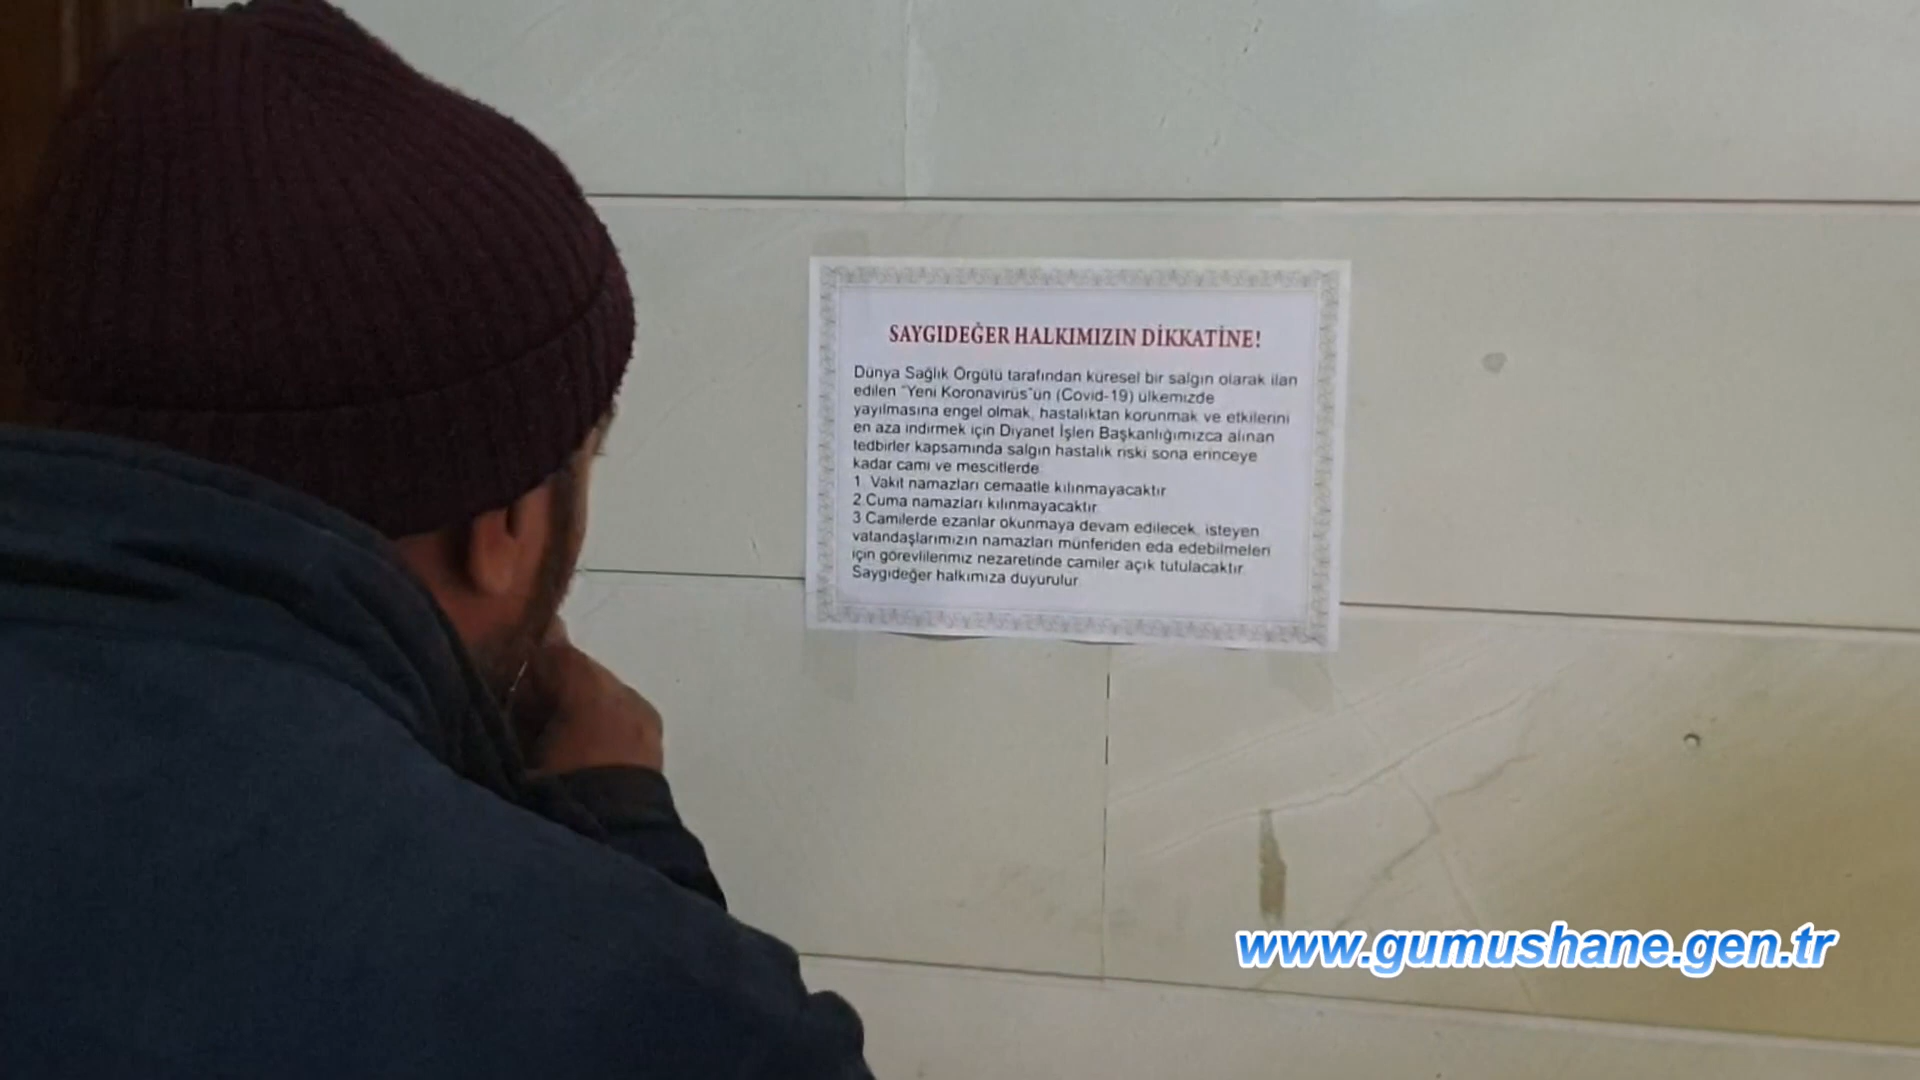 SAYGIDEĞER HALKIMIZIN DİKKATİNE!
Dünya Sağlık Örgütü tarafından küresel bir salgın olarak ilan
edilen "Yeni Koronavirüs"ün (Covid-19) ülkemizde
yayılmasına engel olmak, hastalıktan korunmak ve etkilerini
en aza indirmek için Diyanet İşleri Başkanlığımızca alınan
tedbirler kapsamında salgın hastalık riski sona erinceye
kadar cami ve mescitlerde
1. Vakit namazları cemaatle kılınmayacaktır
2.Cuma namazları kılınmayacaktır
3.Camilerde ezanlar okunmaya devam edilecek, isteyen
vatandaşlarımızın namazları münferiden eda edebilmeleri
için görevlilerimiz nezaretinde camiler açık tutulacaktır.
Saygıdeğer halkımıza duyurulur
www.gumushane.gen.tr